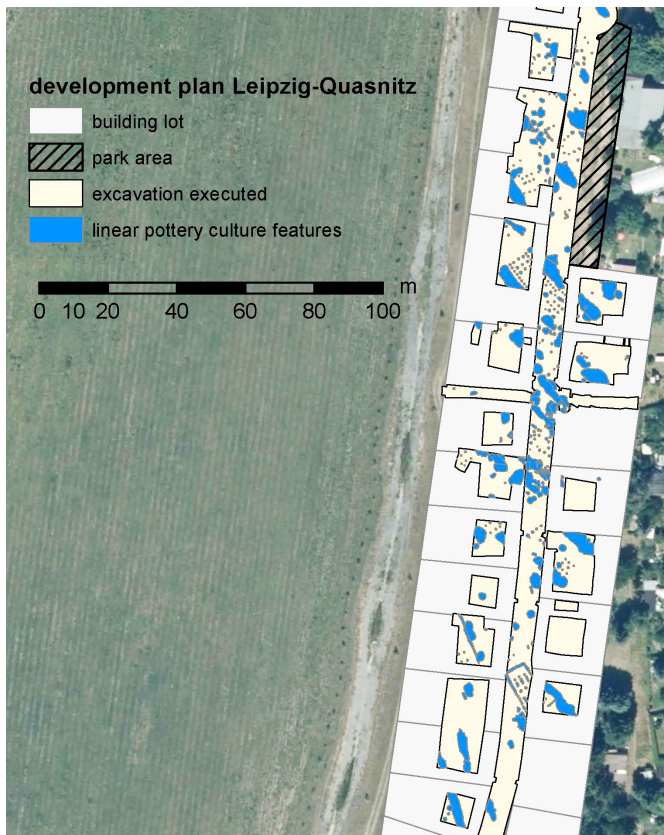 development plan Leipzig-Quasnitz
building lot
park area
excavation executed
linear pottery culture features
m
0 10 20 40 60 80 100